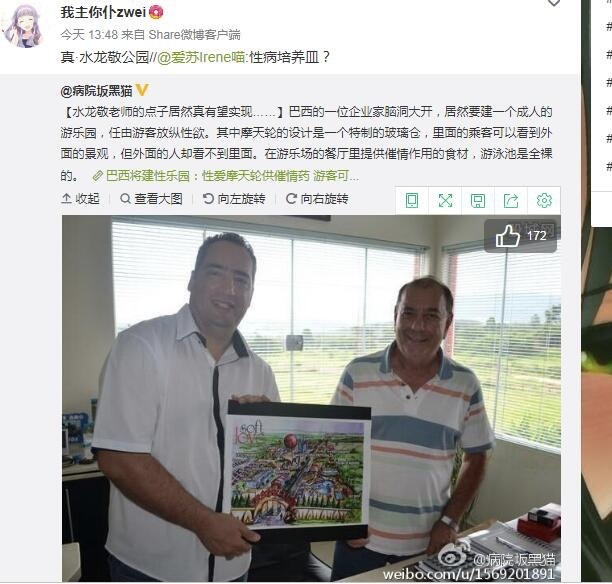 我主你仆zwei
今天 13:48 来自 Share微博客户端
真·水龙敬公园//@爱苏Irene喵:性病培养皿？
@病院坂黑猫
【水龙敬老师的点子居然真有望实现……】巴西的一位企业家脑洞大开，居然要建一个成人的
游乐园，任由游客放纵性欲。其中摩天轮的设计是一个特制的玻璃仓，里面的乘客可以看到外
面的景观，但外面的人却看不到里面。在游乐场的餐厅里提供催情作用的食材，游泳池是全裸
的。 巴西将建性乐园：性爱摩天轮供催情药 游客可...
收起 查看大图 向左旋转 向右旋转
172
soft
Joy
@病院坂黑猫
weibo.com/u/1569201891
#
#
#
#
#
#